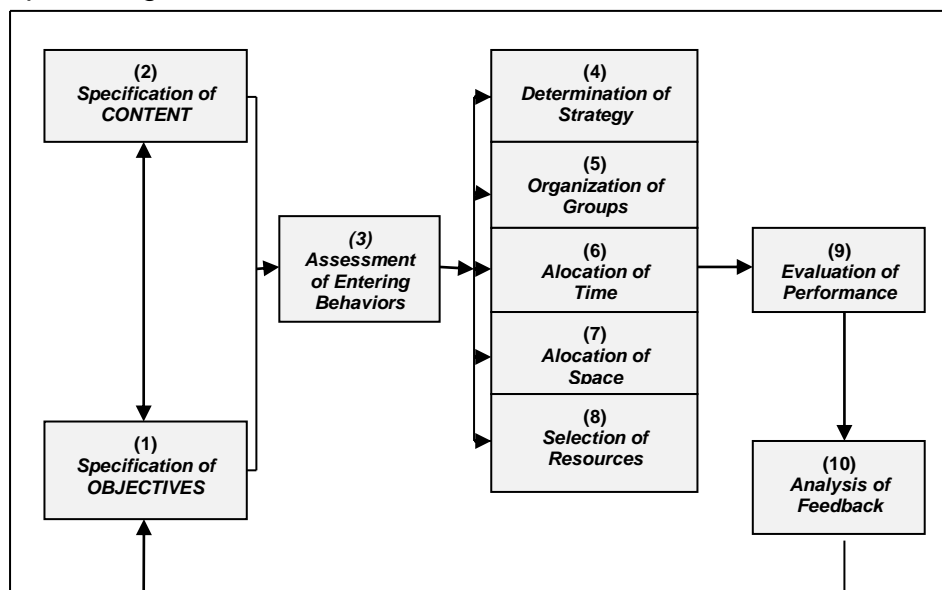 (2)
Specification of
CONTENT
(4)
Determination of
Strategy
(5)
Organization of
Groups
(3)
Assessment
of Entering
Behaviors
(6)
Alocation of
Time
(9)
Evaluation of
Performance
(7)
Alocation of
Space
(1)
Specification of
OBJECTIVES
(8)
Selection of
Resources
(10)
Analysis of
Feedback